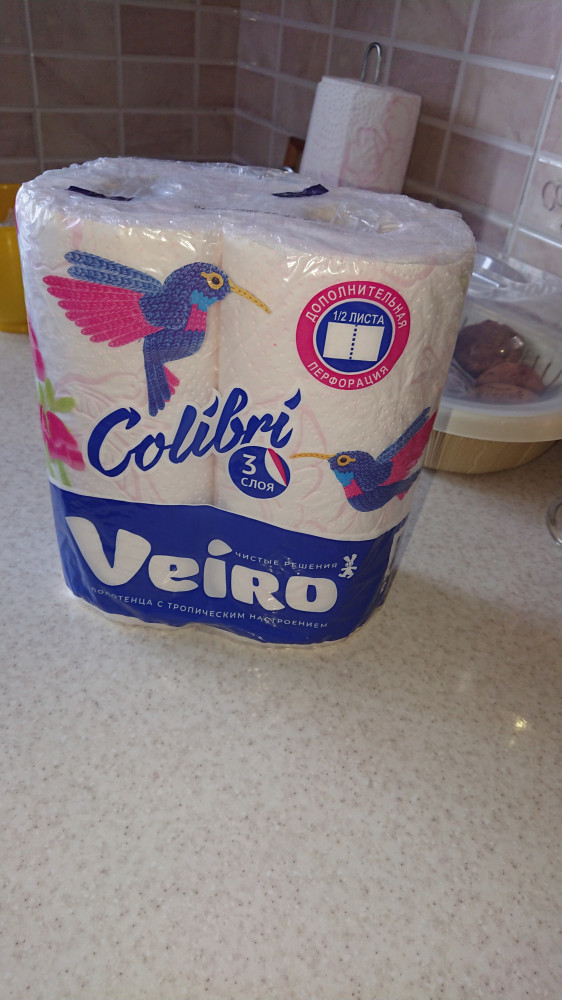 ДОПОЛНИТЕЛЬНАЯ
1/2 ЛИСТА
ПЕРФОРАЦИЯ
Colibri
3
СЛОЯ
ЧИСТЫЕ РЕШЕНИЯ
Veiro
ПОЛОТЕНЦА С ТРОПИЧЕСКИМ НАСТРОЕНИЕМ